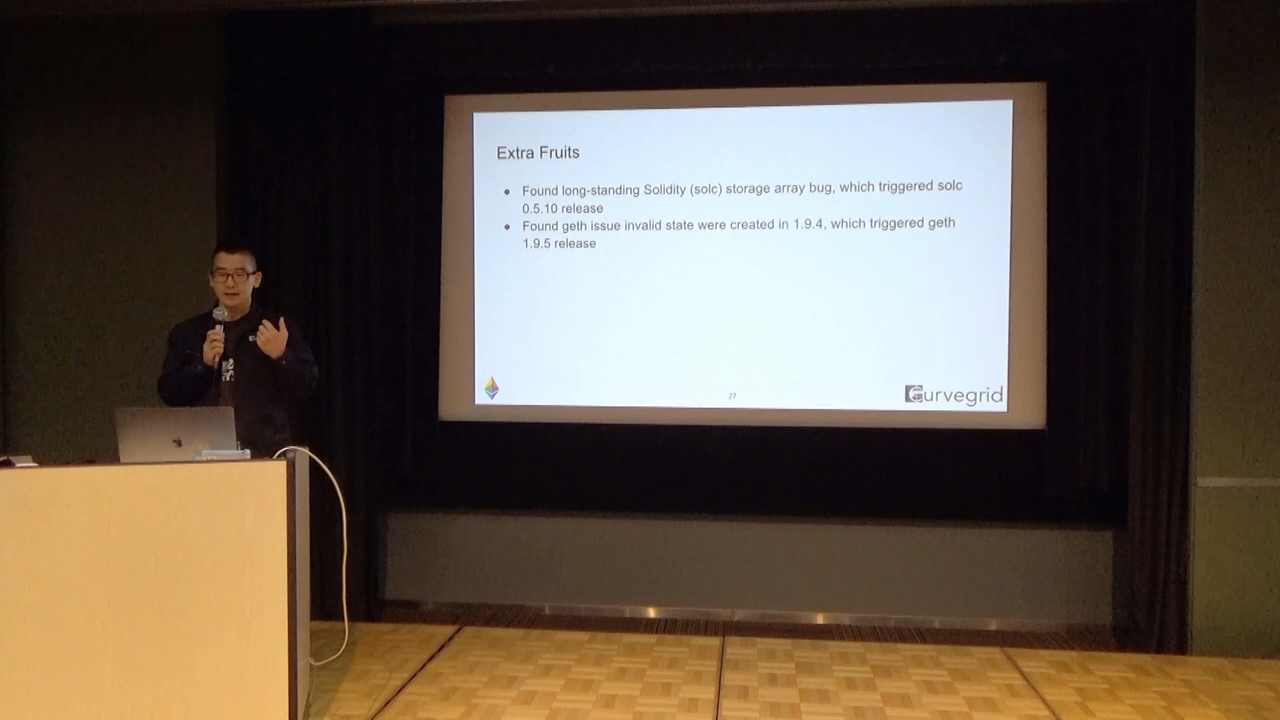 Extra Fruits
● Found long-standing Solidity (solc) storage array bug, which triggered solc
0.5.10 release
● Found geth issue invalid state were created in 1.9.4, which triggered geth
1.9.5 release
27
Curvegrid